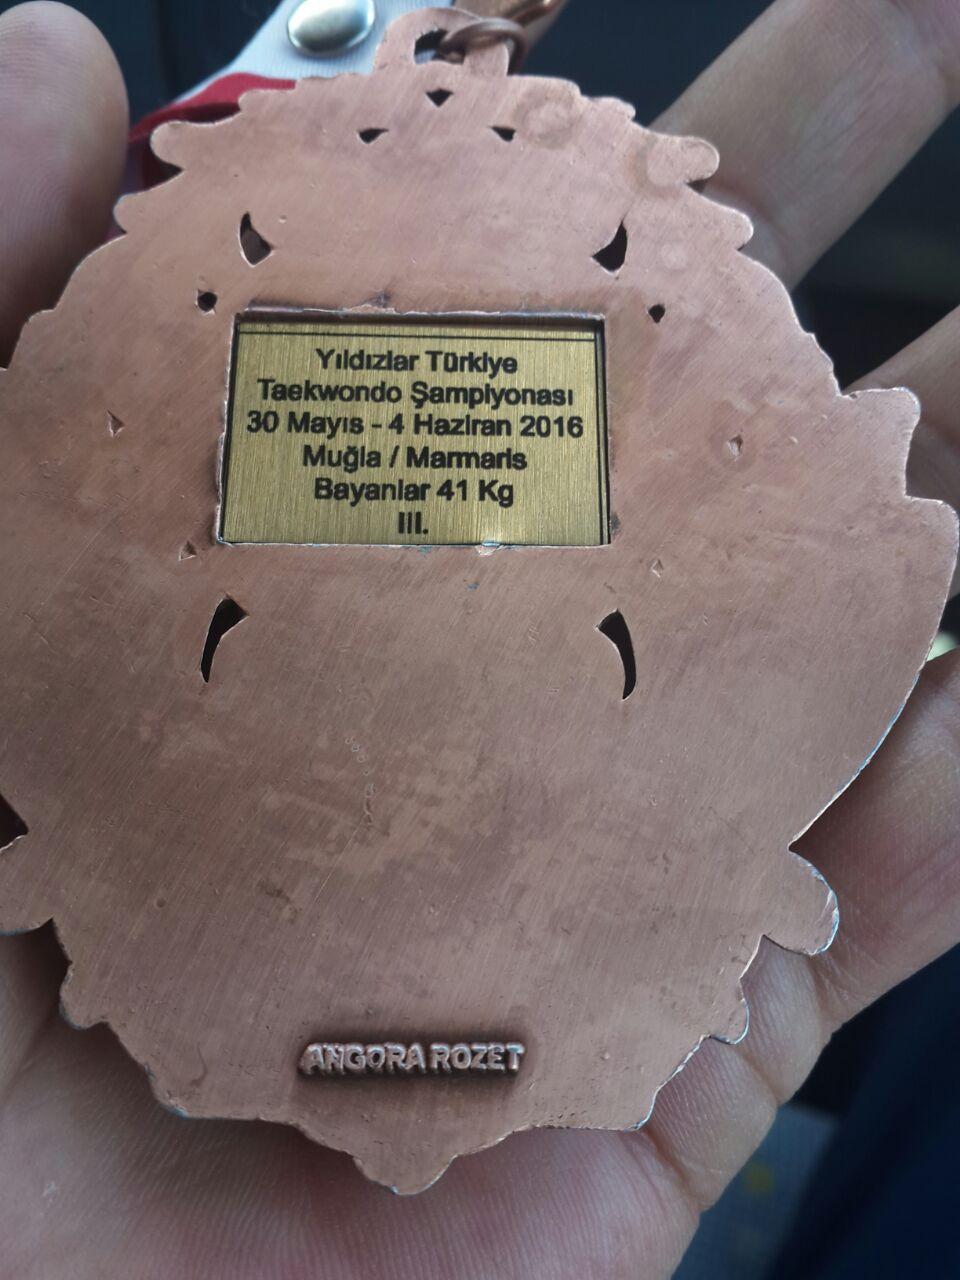 Yıldızlar Türkiye
Taekwondo Şampiyonası
30 Mayıs - 4 Haziran 2016
Muğla / Marmaris
Bayanlar 41 Kg
III.
ANGORA ROZET